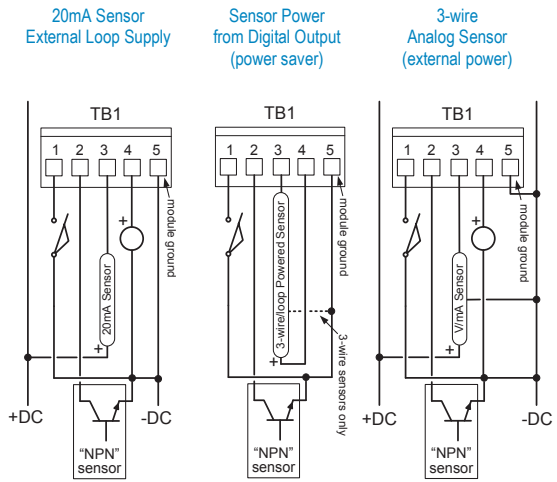 20mA Sensor
External Loop Supply
TB1
1 2 3 4 5
module ground
+
20mA Sensor
+
+DC
-DC
"NPN"
sensor
Sensor Power
from Digital Output
(power saver)
TB1
1 2 3 4 5
module ground
3-wire/loop Powered Sensor
+
3-wire sensors only
"NPN"
sensor
3-wire
Analog Sensor
(external power)
TB1
1 2 3 4 5
module ground
+
V/mA Sensor
+
+DC
-DC
"NPN"
sensor